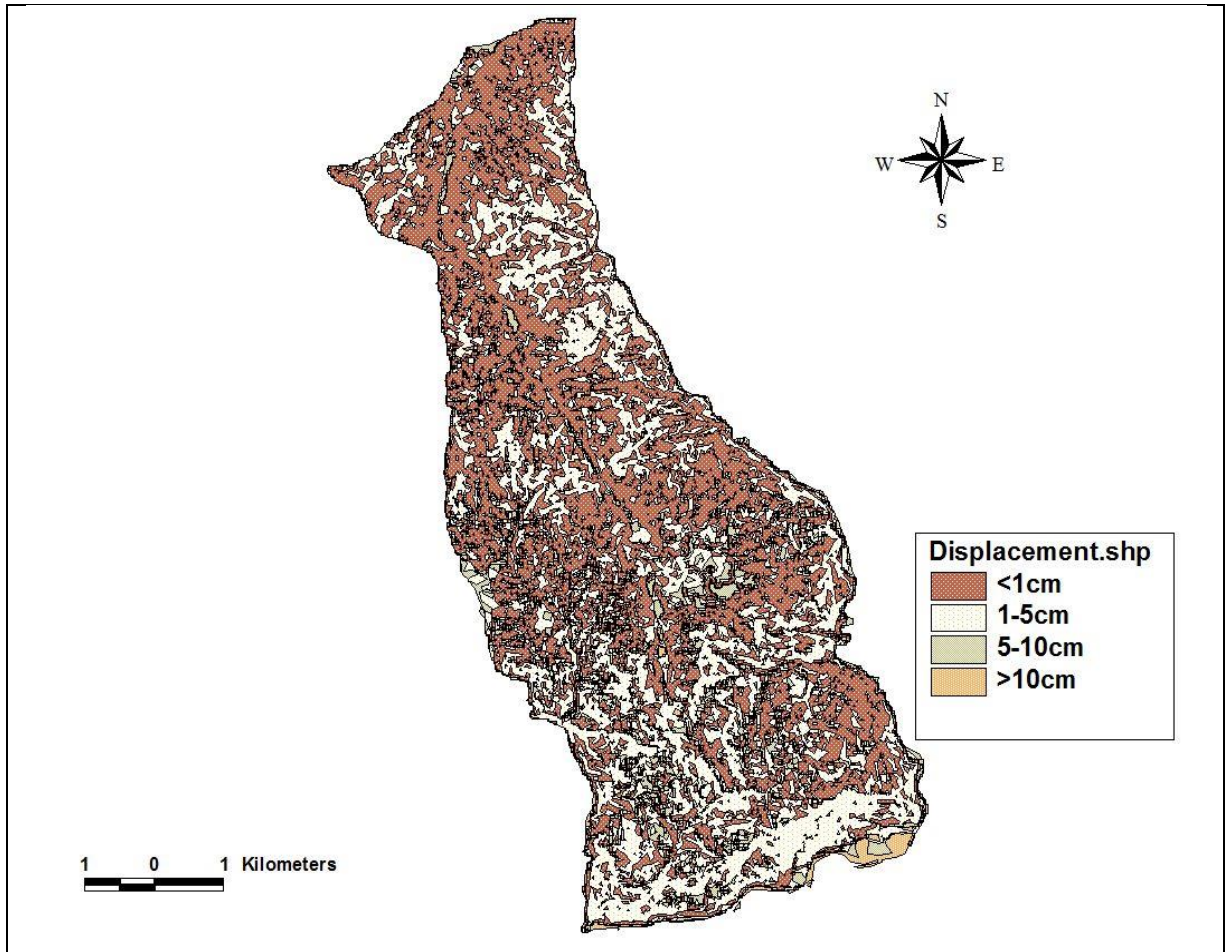 N
W E
S
Displacement.shp
<1cm
1-5cm
5-10cm
>10cm
1 0 1 Kilometers